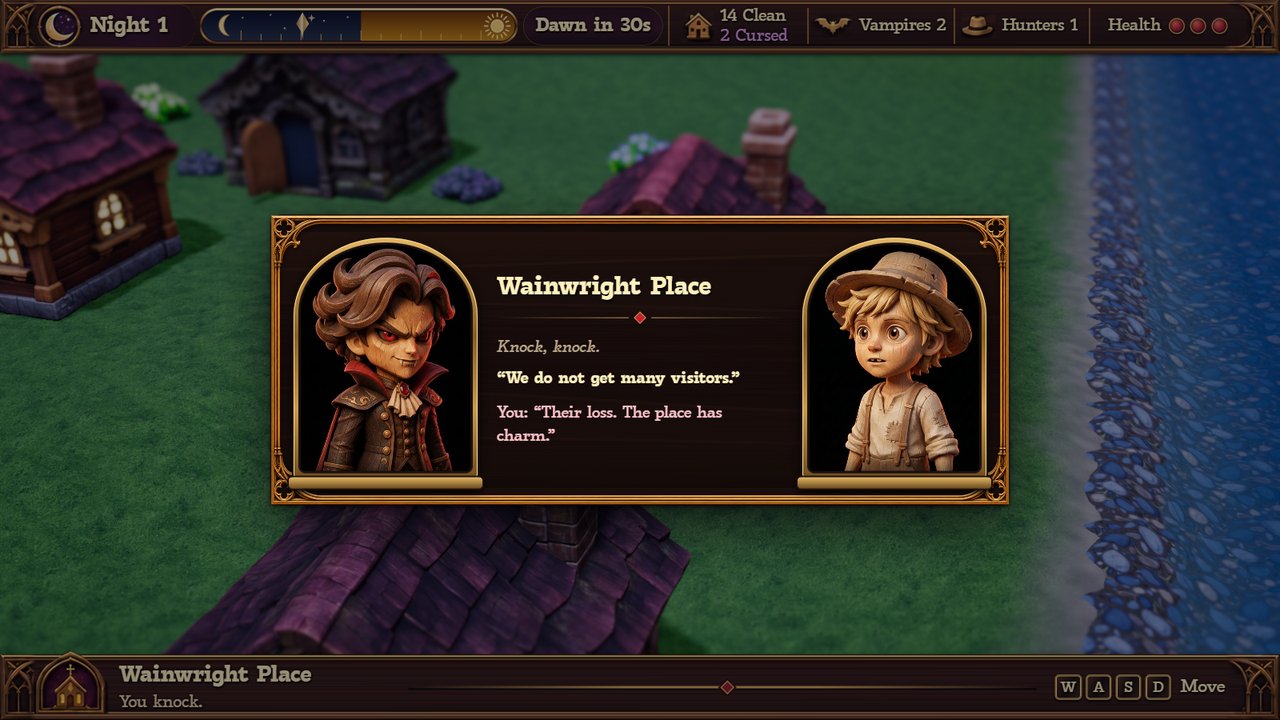 Night 1
Dawn in 30s
14 Clean
2 Cursed
Vampires 2
Hunters 1
Health
Wainwright Place
Knock, knock.
“We do not get many visitors.”
You: “Their loss. The place has
charm.”
Wainwright Place
You knock.
W A S D Move